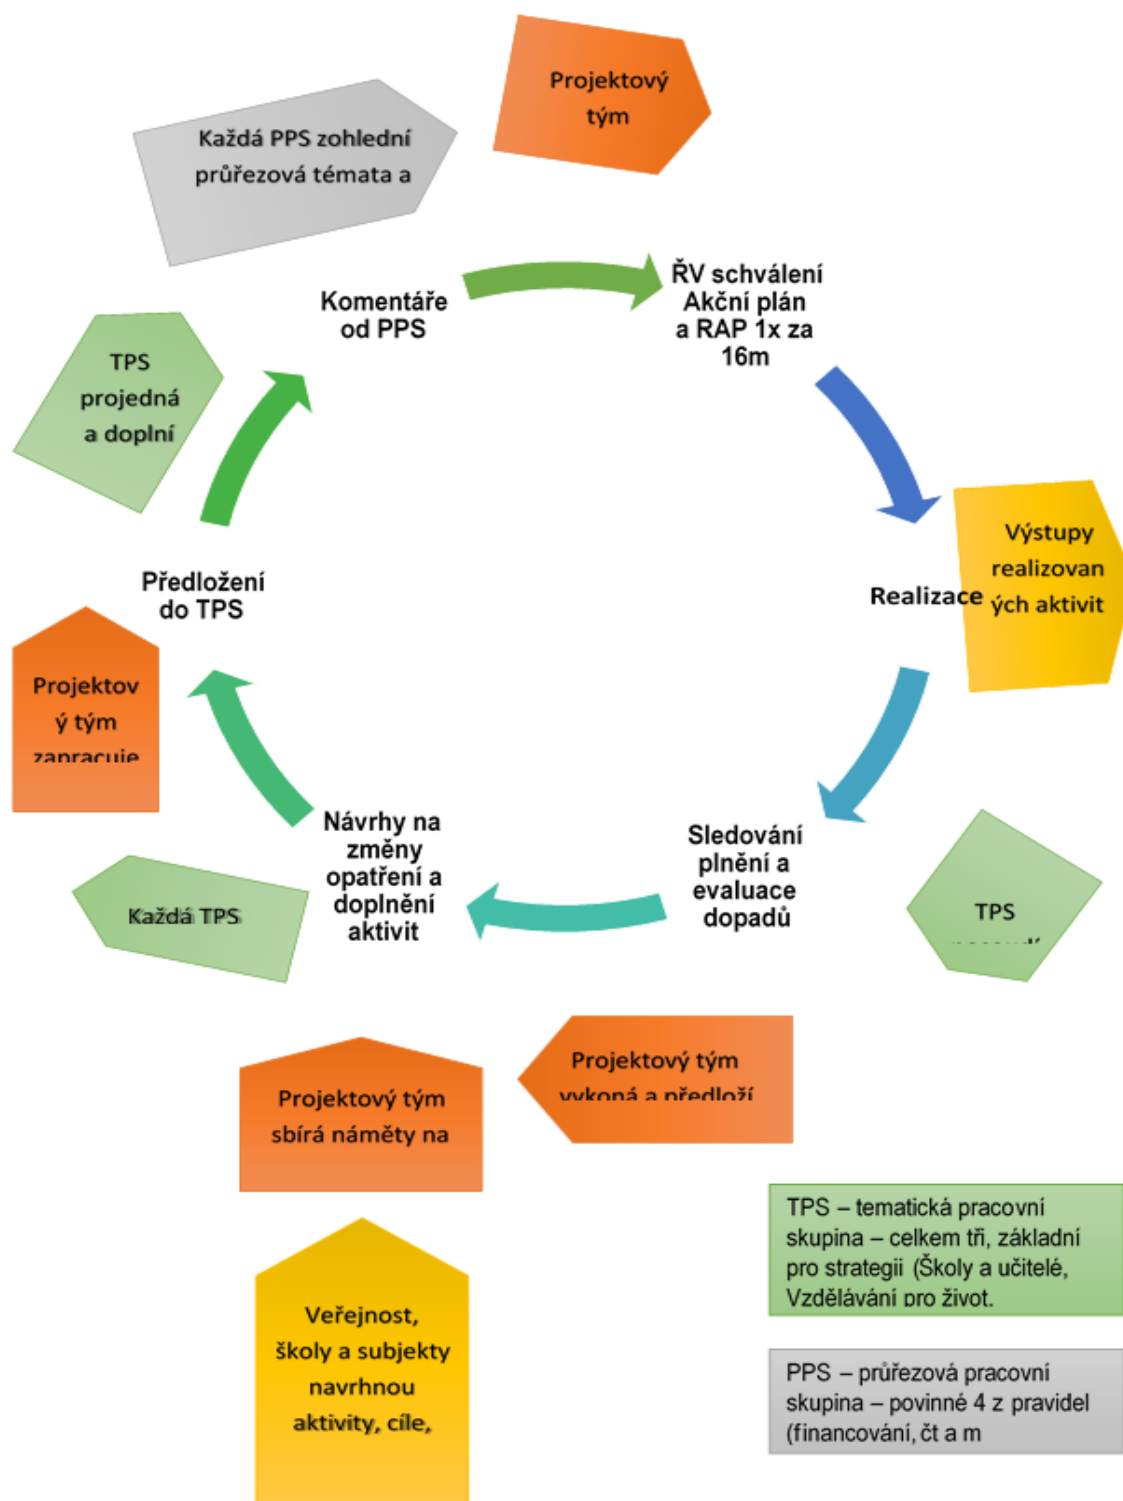 Projektový
tým
Každá PPS zohlední
průřezová témata a
Komentáře
od PPS
ŘV schválení
Akční plán
a RAP 1x za
16m
TPS
projedná
a doplní
Výstupy
realizovan
ých aktivit
Realizace
Předložení
do TPS
Projektov
ý tým
zapracuje
Návrhy na
změny
opatření a
doplnění
aktivit
Sledování
plnění a
evaluace
dopadů
Každá TPS
TPS
Projektový tým
vykoná a předloží
Projektový tým
sbírá náměty na
Veřejnost,
školy a subjekty
navrhnou
aktivity, cíle,
TPS – tematická pracovní
skupina – celkem tři, základní
pro strategii (Školy a učitelé,
Vzdělávání pro život,
PPS – průřezová pracovní
skupina – povinné 4 z pravidel
(financování, čt a m